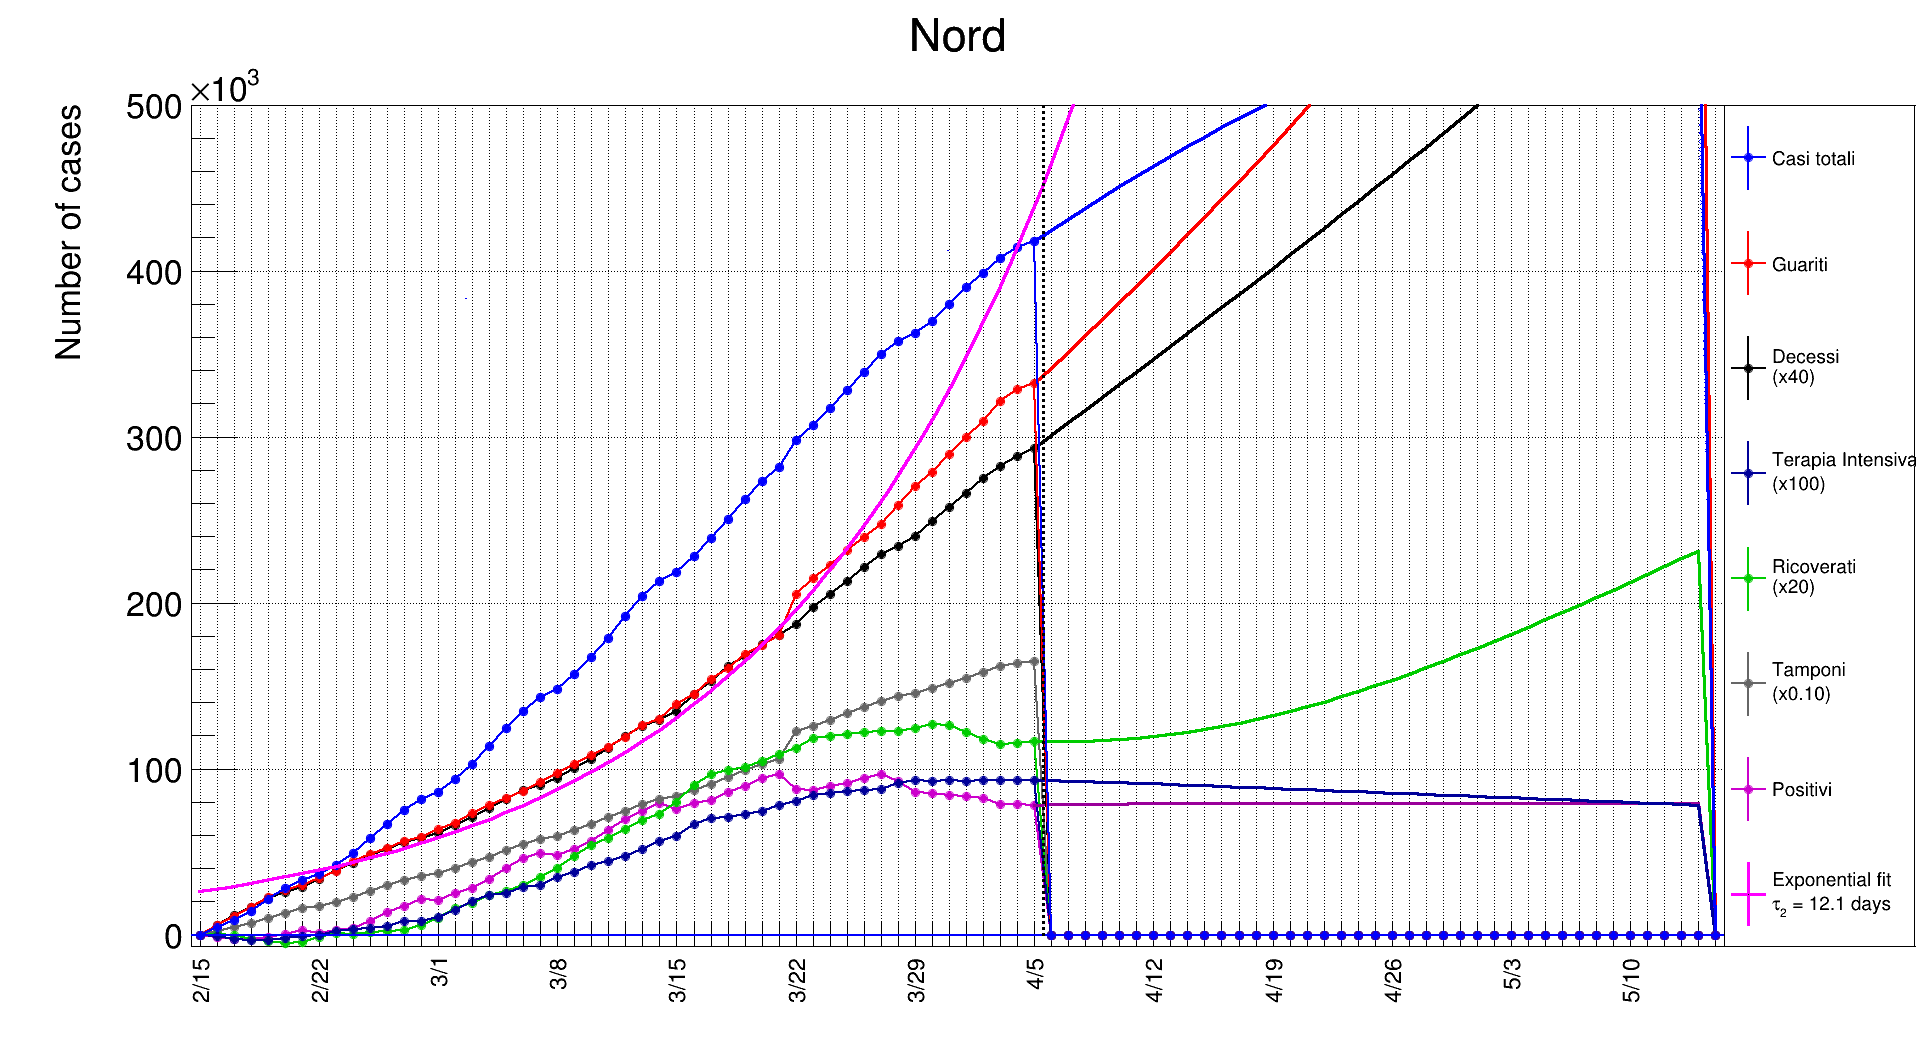 Nord
×10³
Number of cases
500
400
300
200
100
0
2/15
2/22
3/1
3/8
3/15
3/22
3/29
4/5
4/12
4/19
4/26
5/3
5/10
Casi totali
Guariti
Decessi
(x40)
Terapia Intensiva
(x100)
Ricoverati
(x20)
Tamponi
(x0.10)
Positivi
Exponential fit
τ₂ = 12.1 days